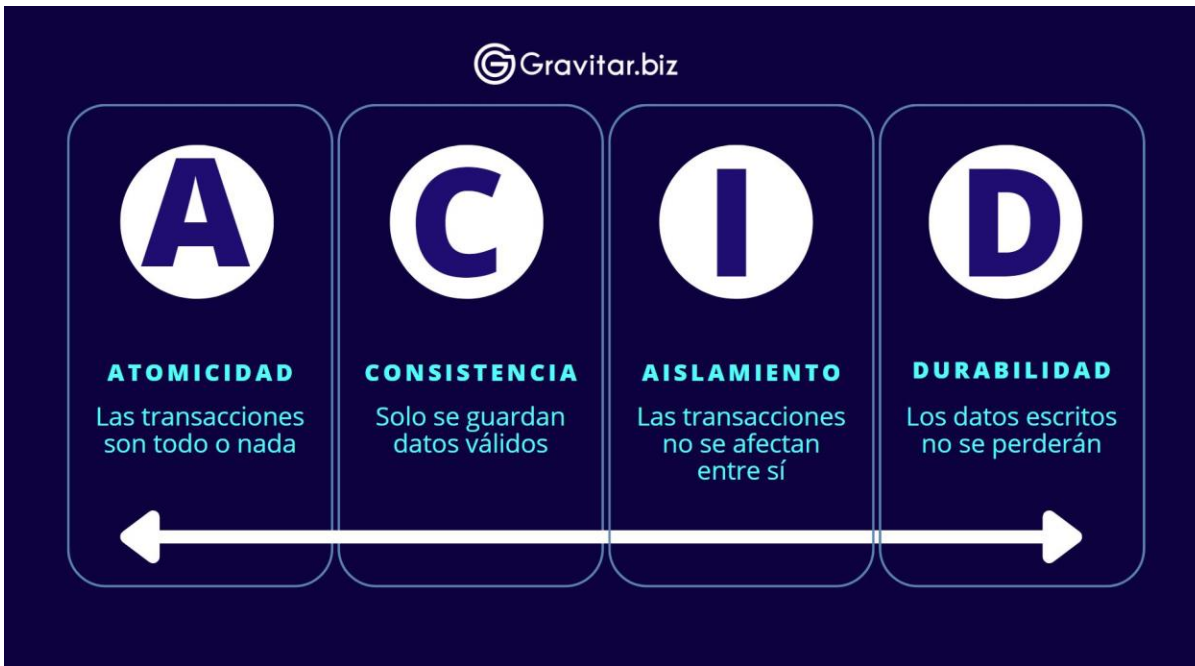 Gravitar.biz
A
C
I
D
ATOMICIDAD
Las transacciones
son todo o nada
CONSISTENCIA
Solo se guardan
datos válidos
AISLAMIENTO
Las transacciones
no se afectan
entre sí
DURABILIDAD
Los datos escritos
no se perderán